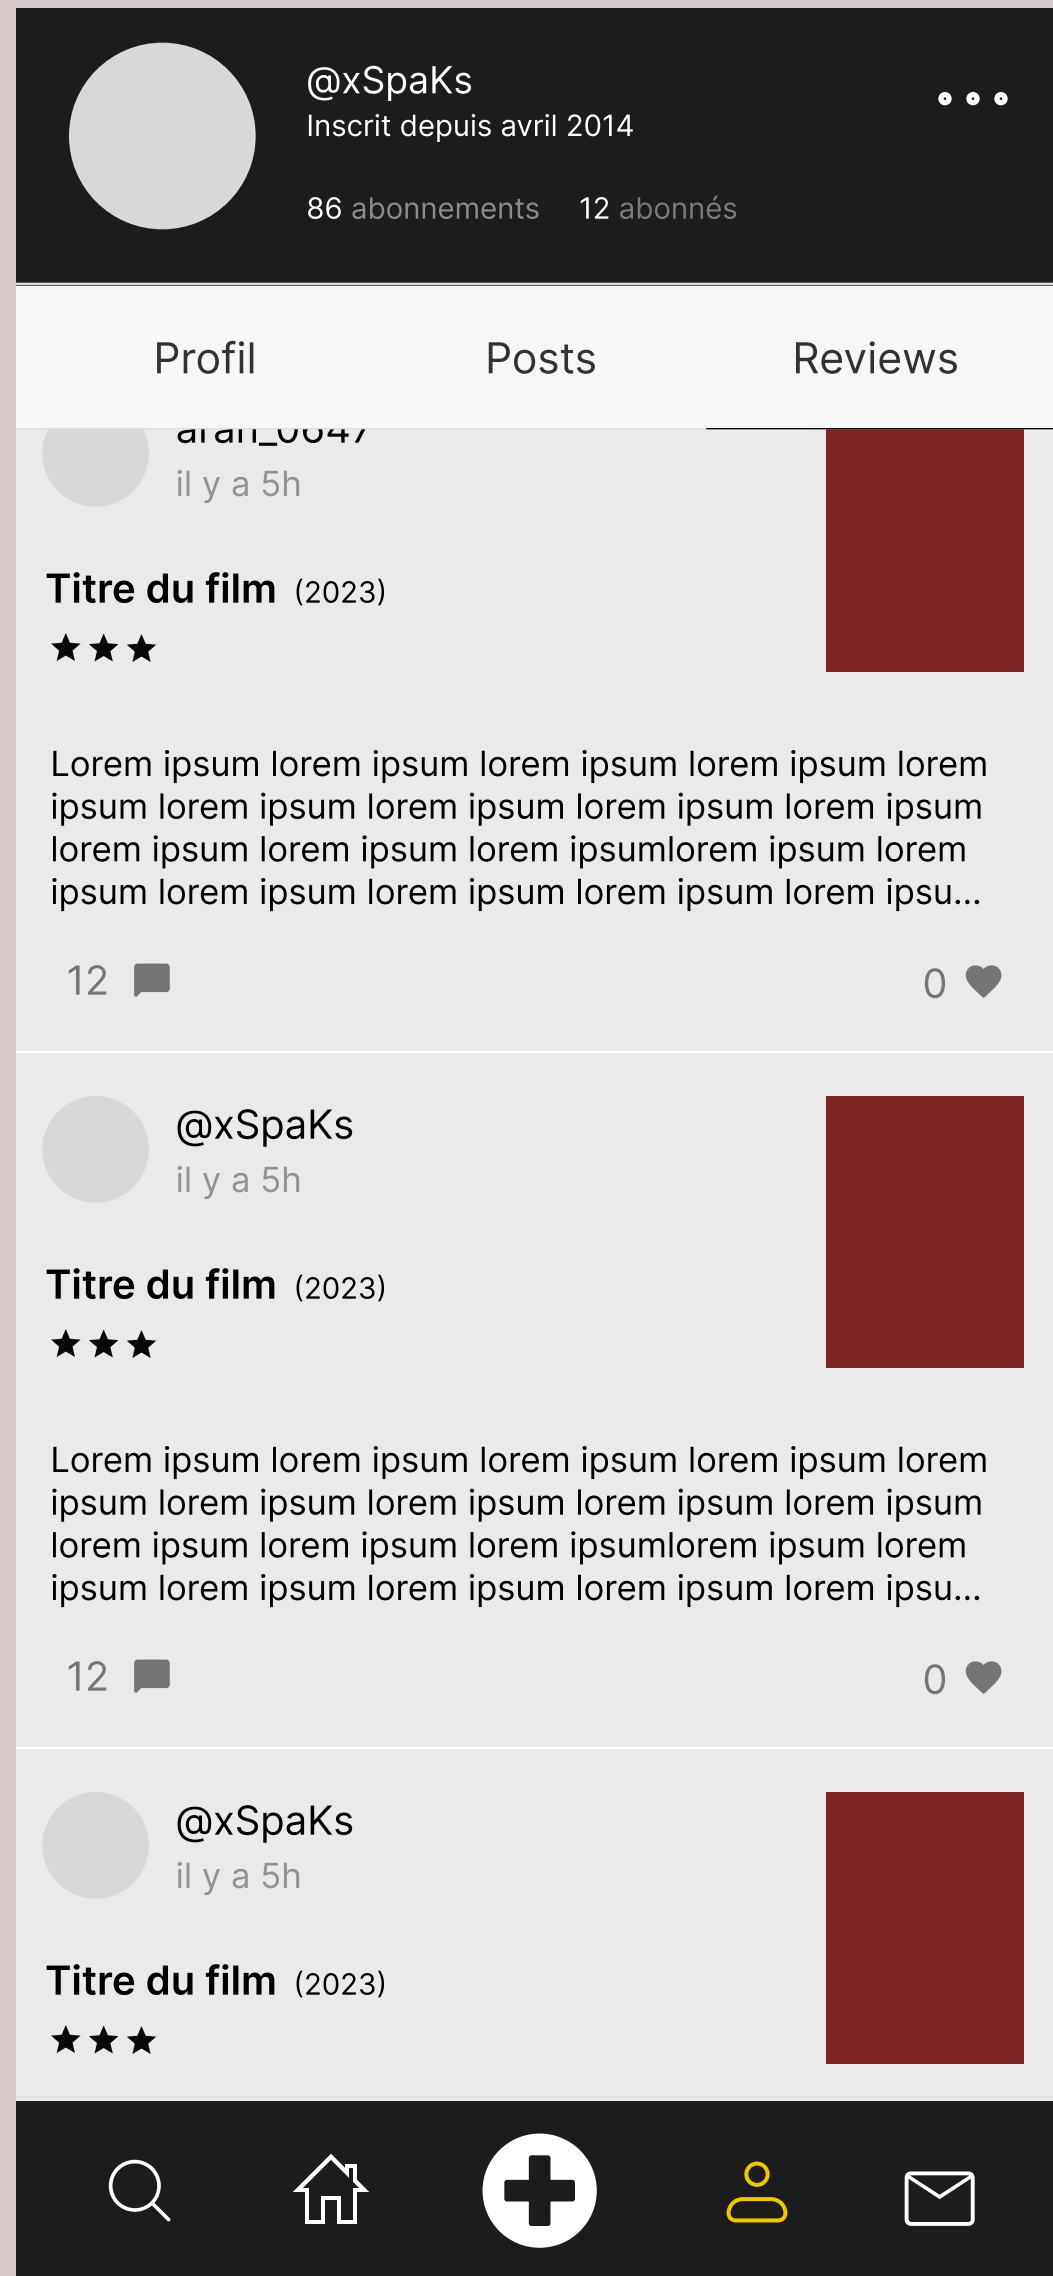 @xSpaKs
Inscrit depuis avril 2014
86 abonnements 12 abonnés
Profil Posts Reviews
aran_0647
il y a 5h
Titre du film (2023)
Lorem ipsum lorem ipsum lorem ipsum lorem ipsum lorem
ipsum lorem ipsum lorem ipsum lorem ipsum lorem ipsum
lorem ipsum lorem ipsum lorem ipsumlorem ipsum lorem
ipsum lorem ipsum lorem ipsum lorem ipsum lorem ipsu...
12 0
@xSpaKs
il y a 5h
Titre du film (2023)
Lorem ipsum lorem ipsum lorem ipsum lorem ipsum lorem
ipsum lorem ipsum lorem ipsum lorem ipsum lorem ipsum
lorem ipsum lorem ipsum lorem ipsumlorem ipsum lorem
ipsum lorem ipsum lorem ipsum lorem ipsum lorem ipsu...
12 0
@xSpaKs
il y a 5h
Titre du film (2023)